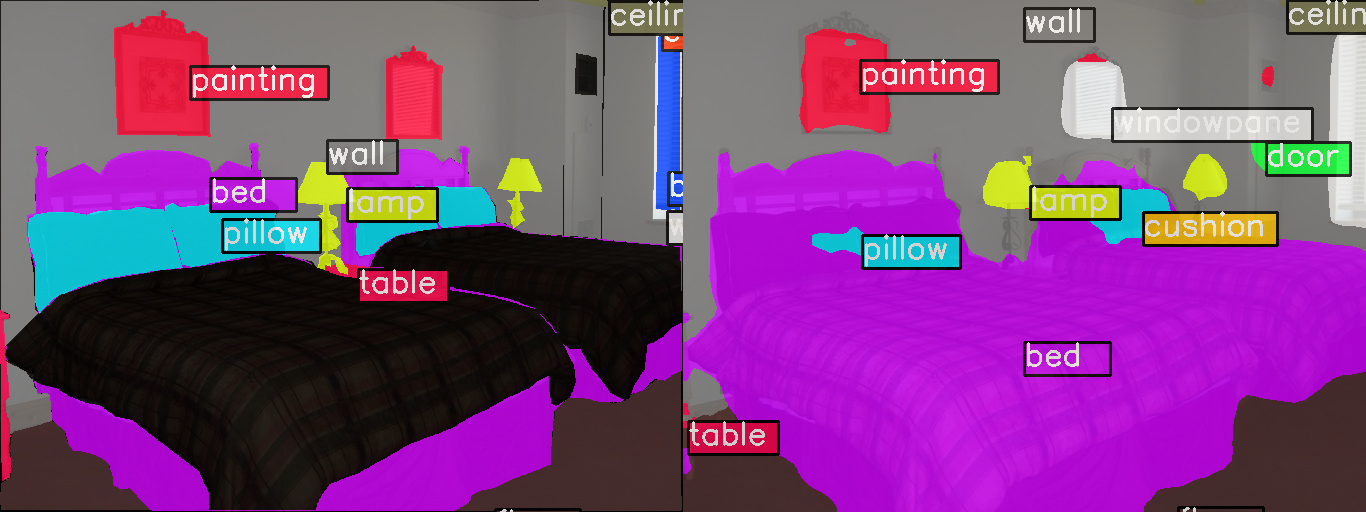 ceilin
painting
wall
bed
lamp
pillow
table
wall
ceilin
painting
windowpane
door
lamp
cushion
pillow
bed
table